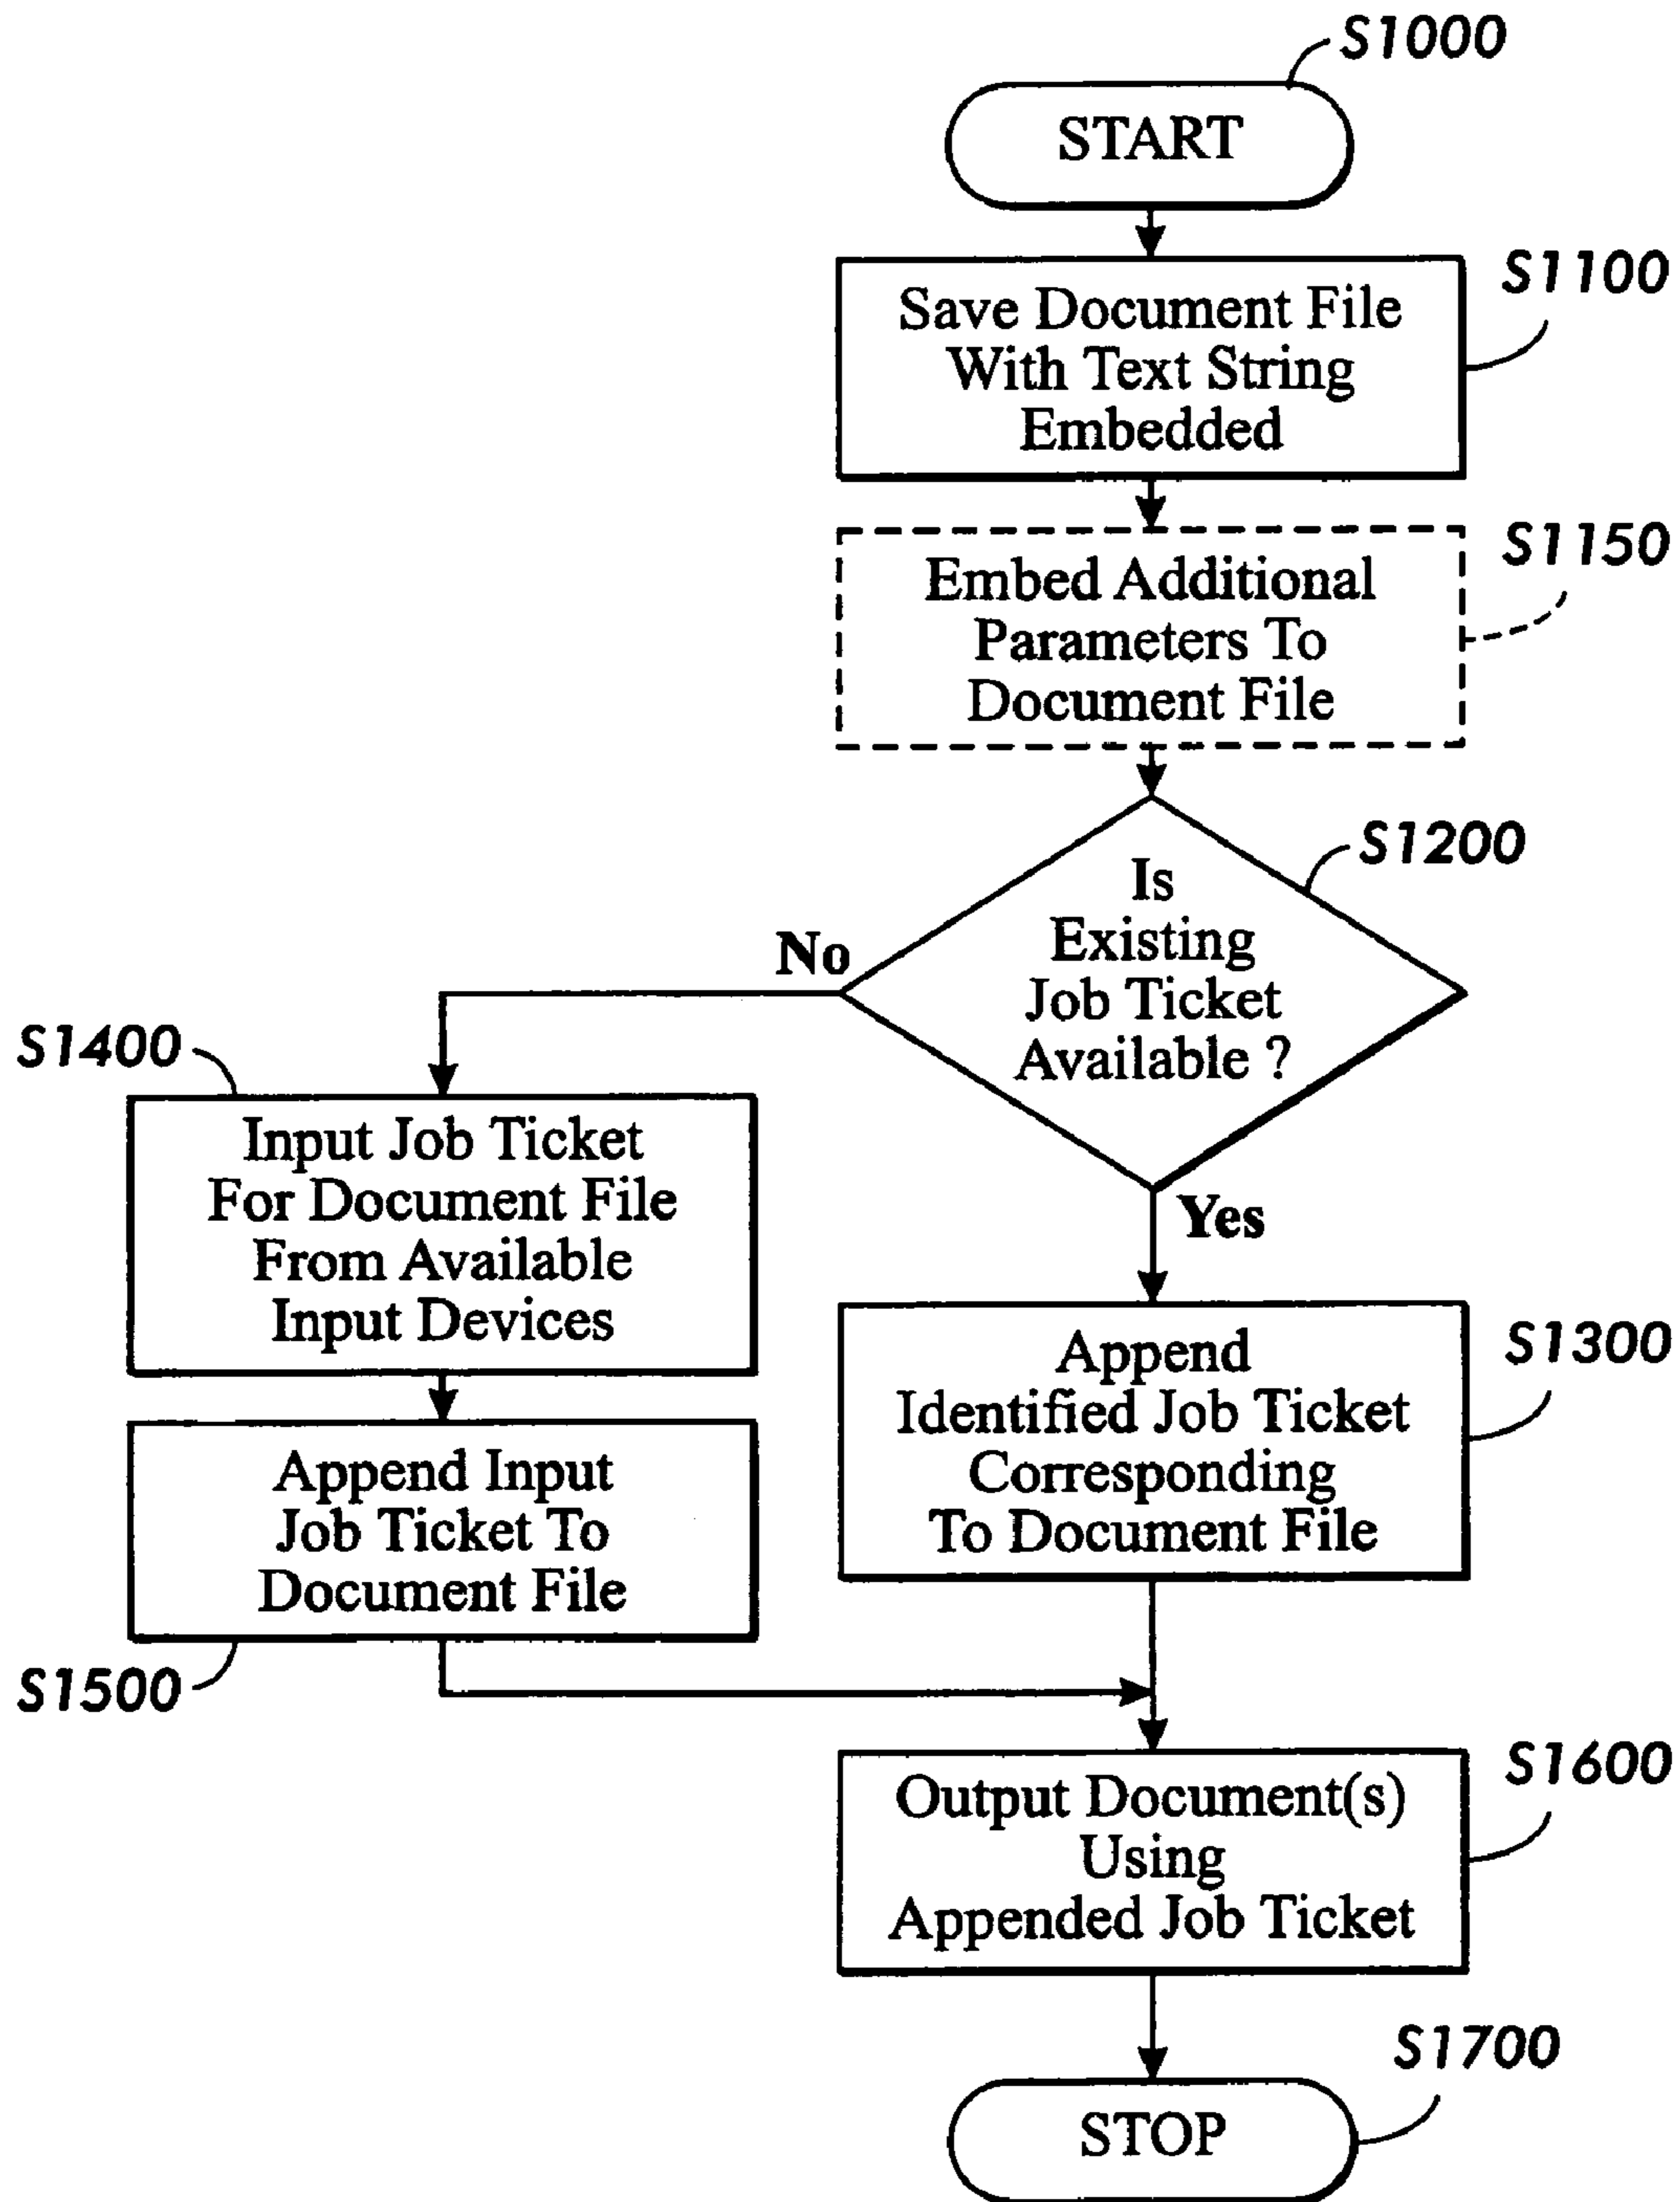 S1000
START
S1100
Save Document File
With Text String
Embedded
S1150
Embed Additional
Parameters To
Document File
S1200
Is
Existing
Job Ticket
Available ?
No
Yes
S1400
Input Job Ticket
For Document File
From Available
Input Devices
S1300
Append
Identified Job Ticket
Corresponding
To Document File
Append Input
Job Ticket To
Document File
S1500
S1600
Output Document(s)
Using
Appended Job Ticket
S1700
STOP